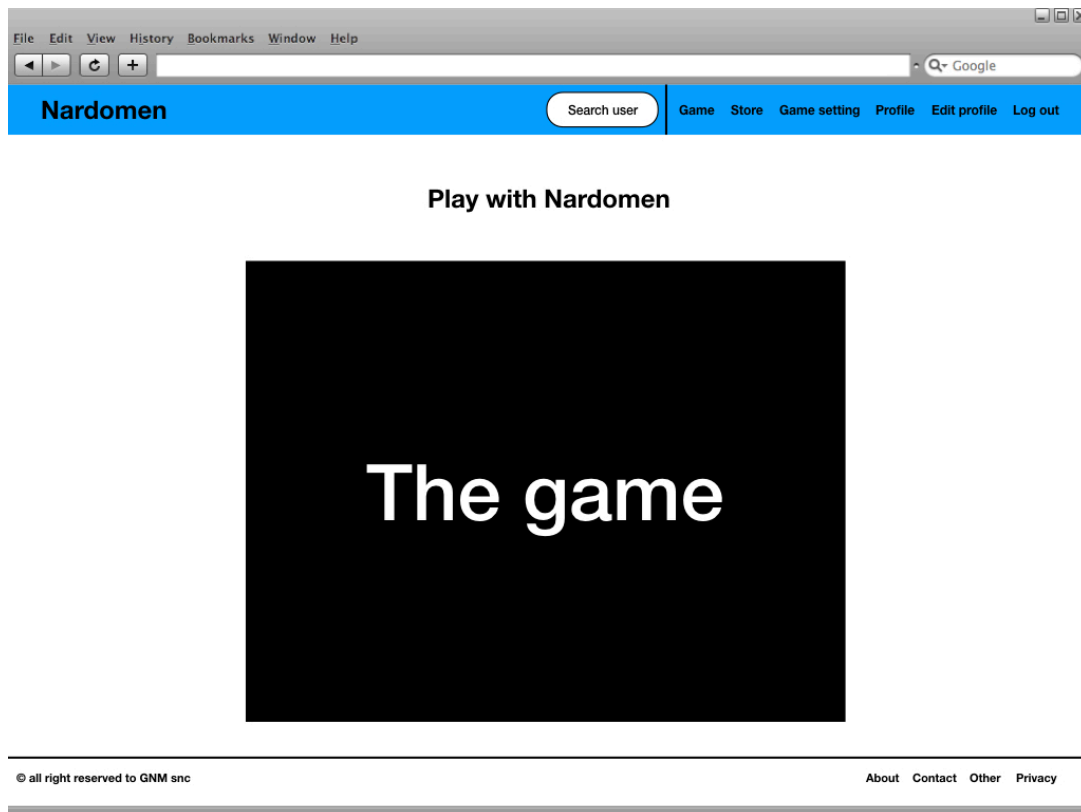 File Edit View History Bookmarks Window Help
Google
Nardomen Search user Game Store Game setting Profile Edit profile Log out
Play with Nardomen
The game
© all right reserved to GNM snc About Contact Other Privacy